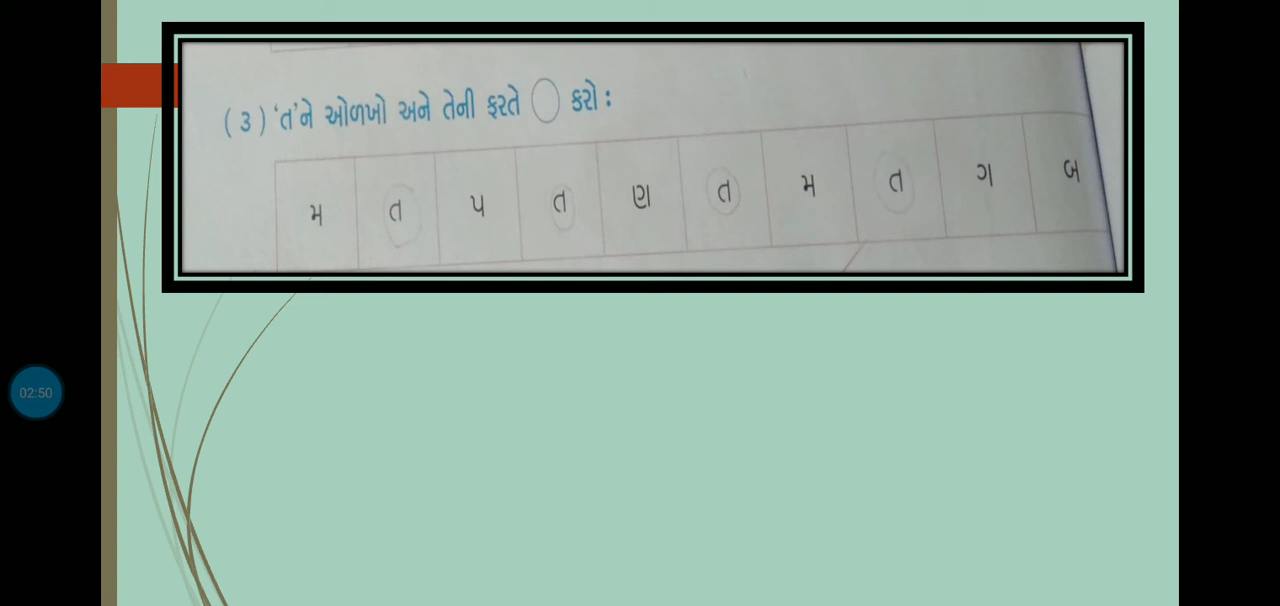 (૩) 'ત'ને ઓળખો અને તેની ફરતે ◯ કરો :
મ ત પ ત ણ ત મ ત ગ બ
02:50